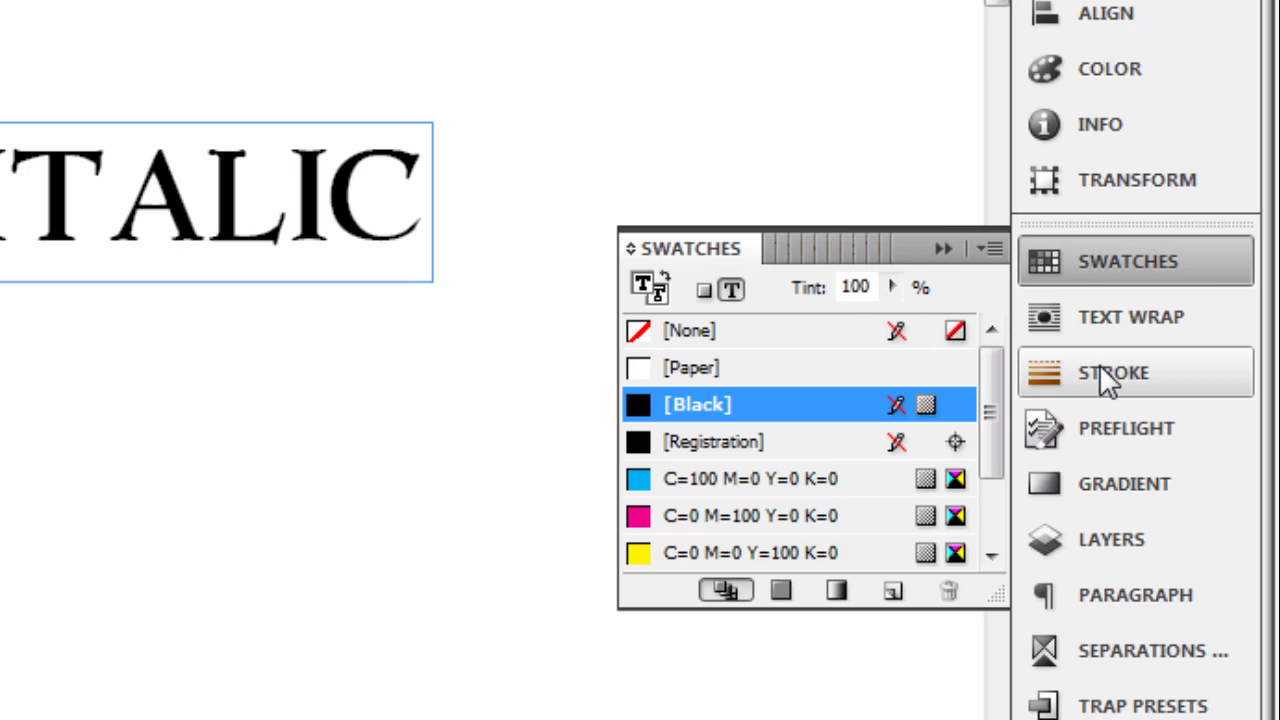 ITALIC
SWATCHES
T
T
T
Tint: 100 %
[None]
[Paper]
[Black]
[Registration]
C=100 M=0 Y=0 K=0
C=0 M=100 Y=0 K=0
C=0 M=0 Y=100 K=0
ALIGN
COLOR
INFO
TRANSFORM
SWATCHES
TEXT WRAP
STROKE
PREFLIGHT
GRADIENT
LAYERS
PARAGRAPH
SEPARATIONS ...
TRAP PRESETS